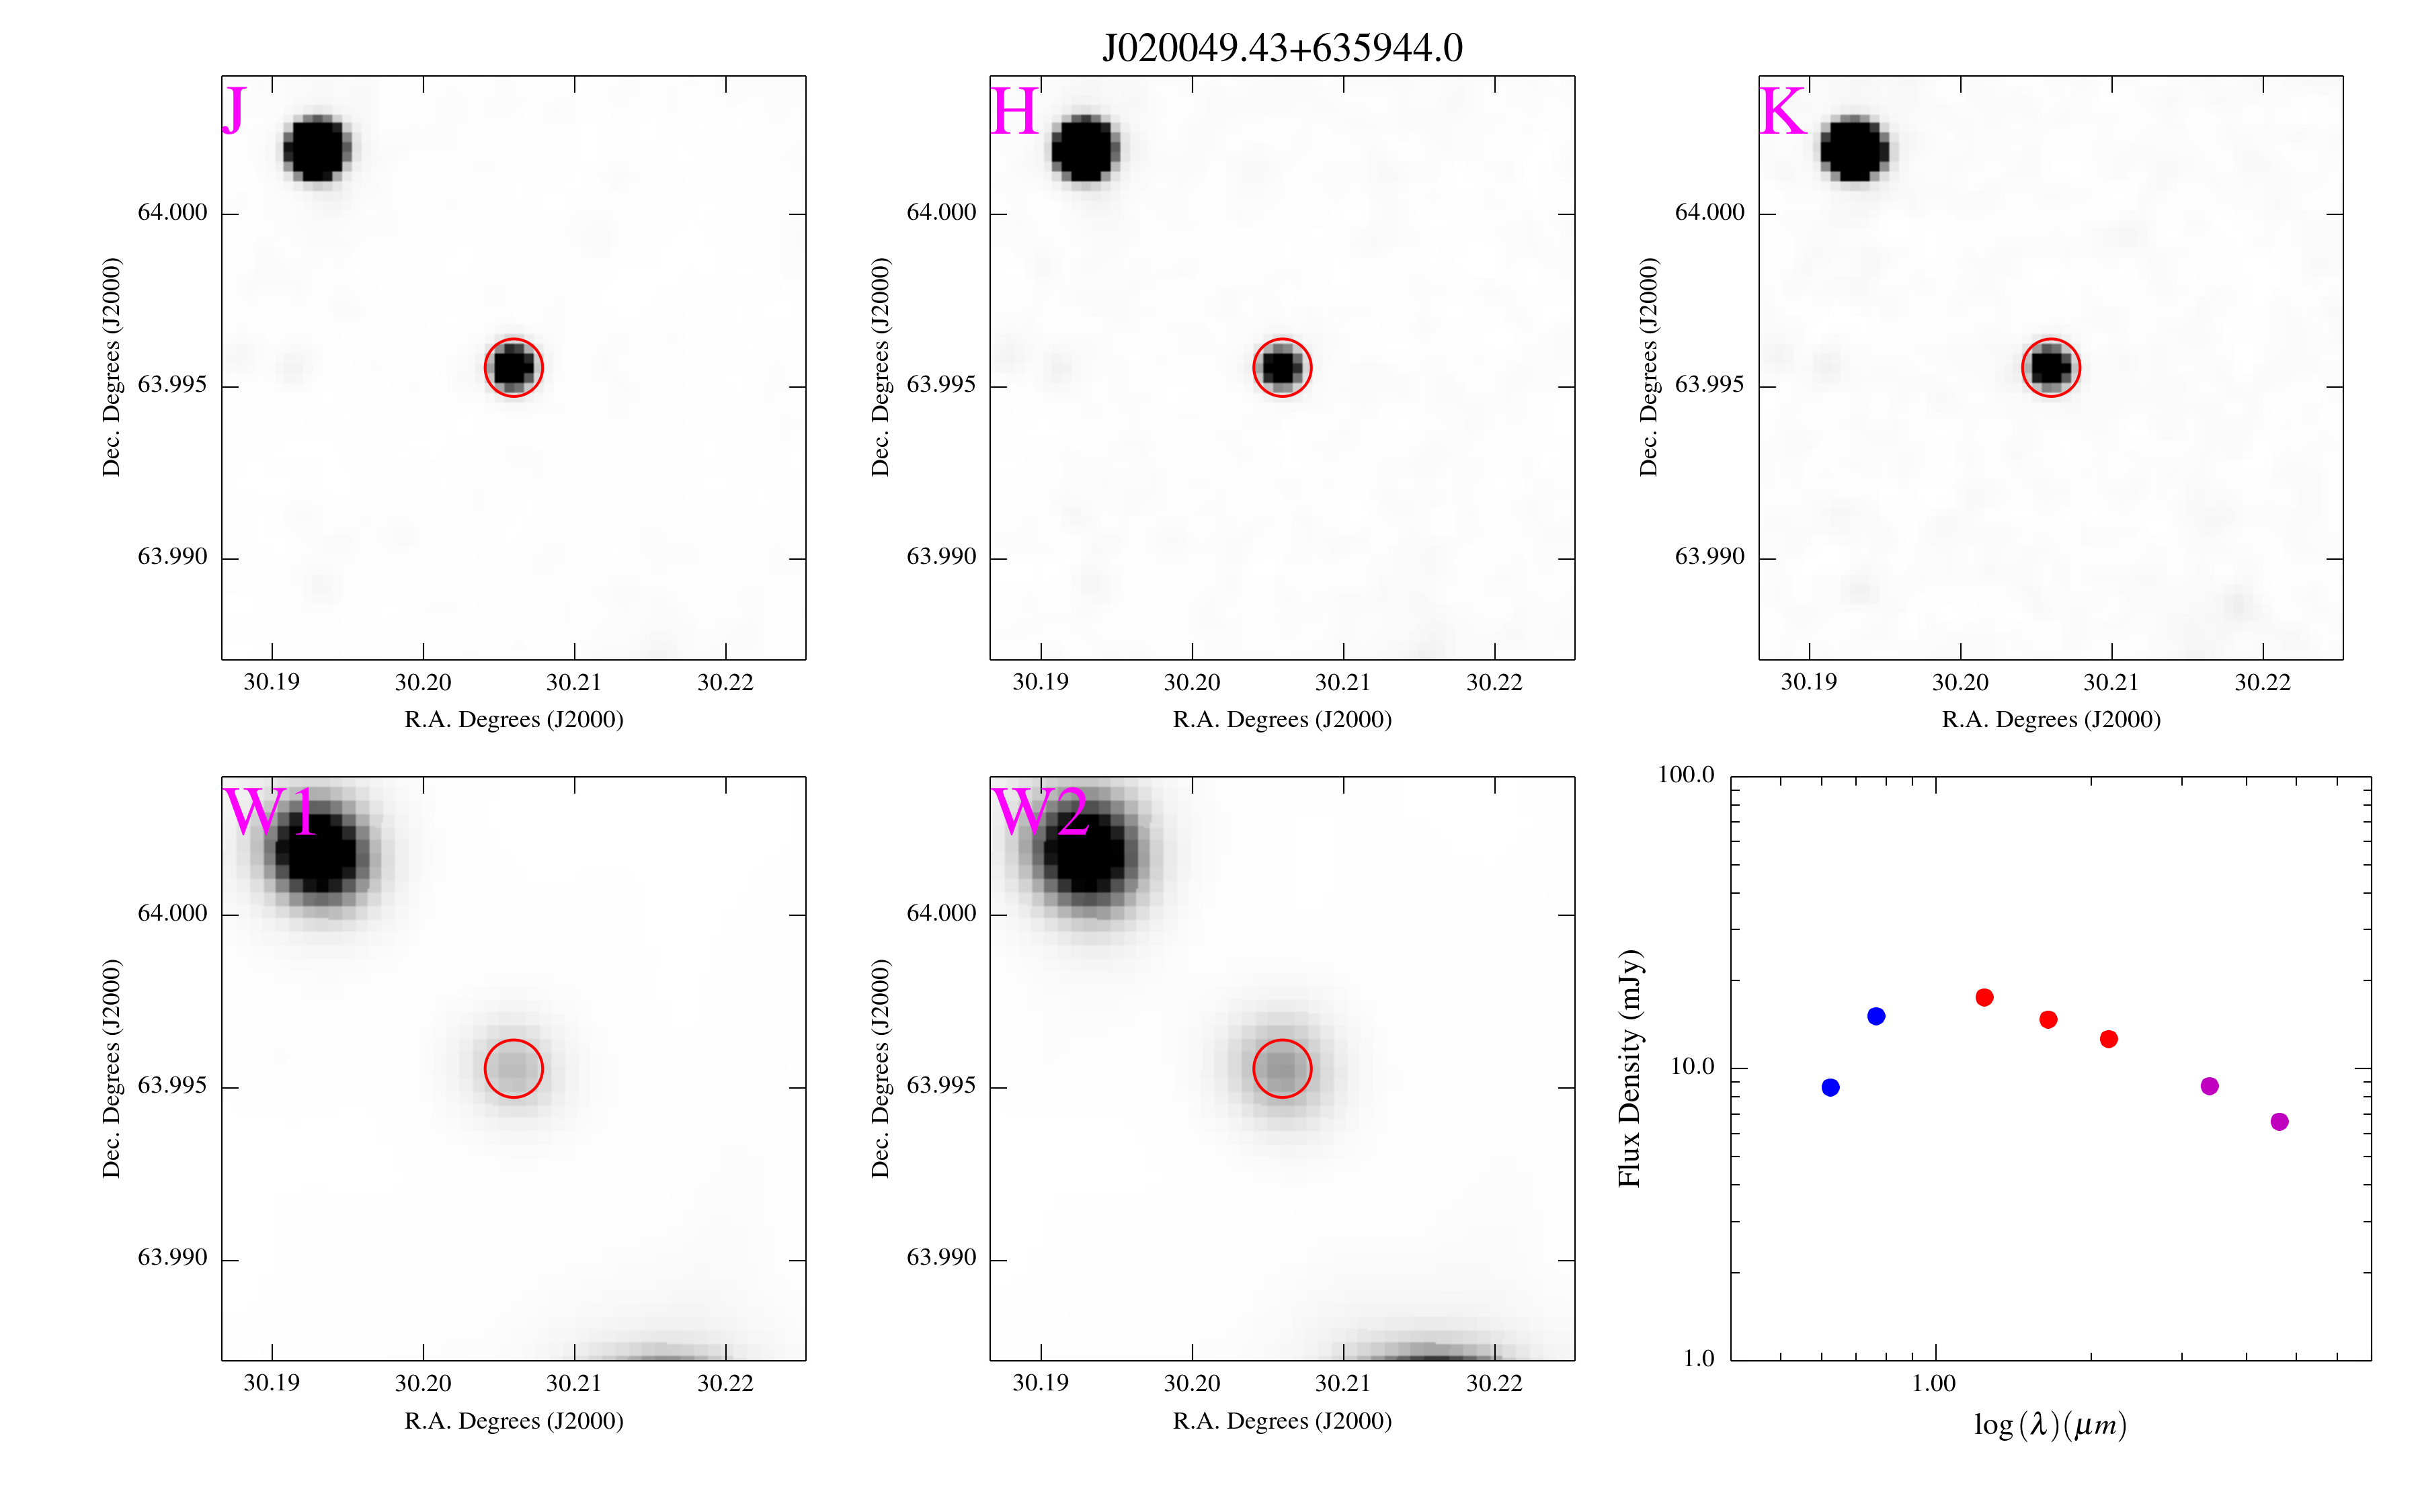 J020049.43+635944.0
J
H
K
Dec. Degrees (J2000)
64.000
63.995
63.990
30.19 30.20 30.21 30.22
R.A. Degrees (J2000)
Dec. Degrees (J2000)
64.000
63.995
63.990
30.19 30.20 30.21 30.22
R.A. Degrees (J2000)
Dec. Degrees (J2000)
64.000
63.995
63.990
30.19 30.20 30.21 30.22
R.A. Degrees (J2000)
W1
W2
Dec. Degrees (J2000)
64.000
63.995
63.990
30.19 30.20 30.21 30.22
R.A. Degrees (J2000)
Dec. Degrees (J2000)
64.000
63.995
63.990
30.19 30.20 30.21 30.22
R.A. Degrees (J2000)
Flux Density (mJy)
100.0
10.0
1.0
1.00
log (λ)(μm)